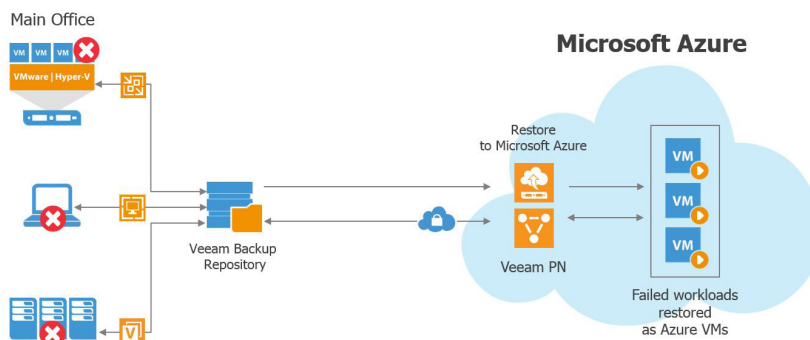 Main Office
Microsoft Azure
VM VM VM
VMware | Hyper-V
Restore
to Microsoft Azure
VM
VM
VM
Veeam Backup
Repository
Veeam PN
V
Failed workloads
restored
as Azure VMs